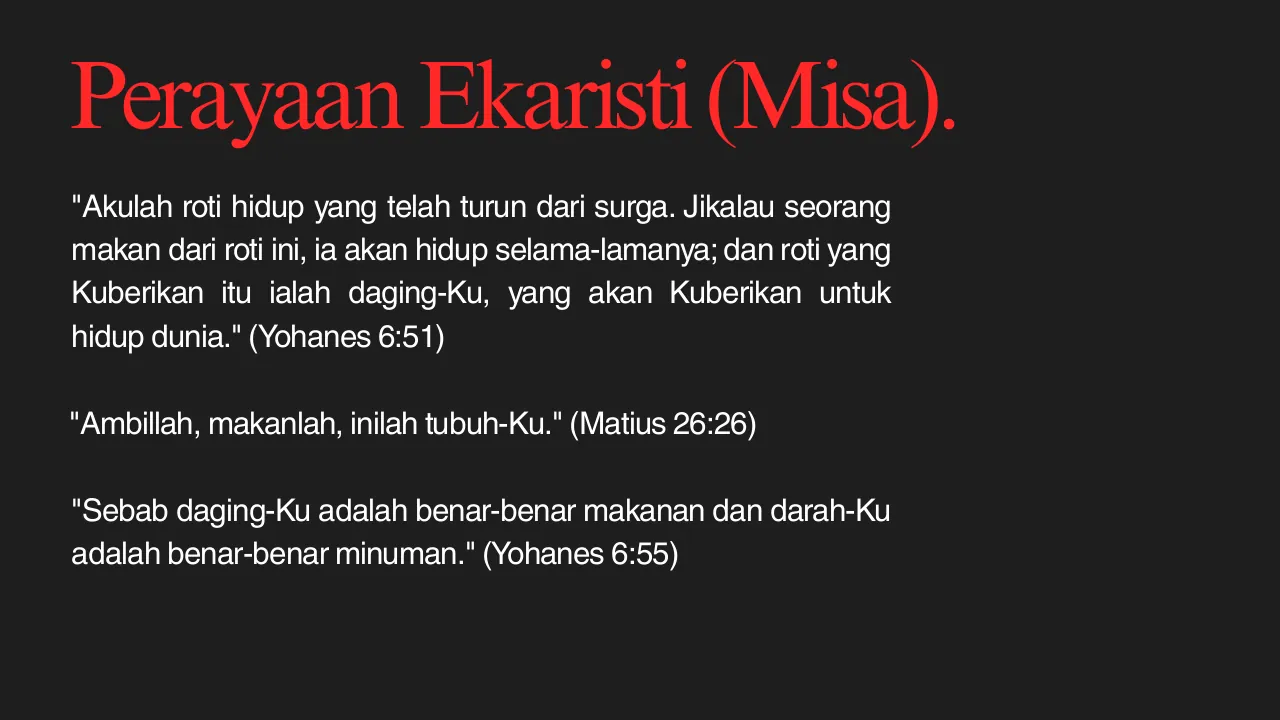 Perayaan Ekaristi (Misa).
"Akulah roti hidup yang telah turun dari surga. Jikalau seorang
makan dari roti ini, ia akan hidup selama-lamanya; dan roti yang
Kuberikan itu ialah daging-Ku, yang akan Kuberikan untuk
hidup dunia." (Yohanes 6:51)
"Ambillah, makanlah, inilah tubuh-Ku." (Matius 26:26)
"Sebab daging-Ku adalah benar-benar makanan dan darah-Ku
adalah benar-benar minuman." (Yohanes 6:55)